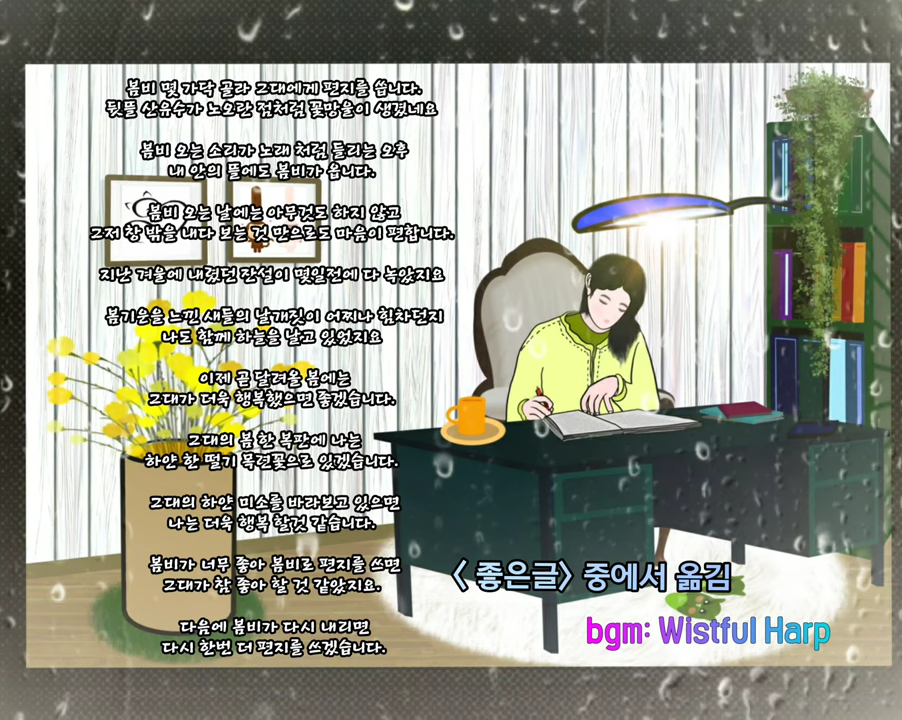 봄비 몇 가닥 골라 그대에게 편지를 씁니다.
뒷뜰 산유수가 노오란 점처럼 꽃망울이 생겼네요
봄비 오는 소리가 노래 처럼 들리는 오후
내 안의 뜰에도 봄비가 옵니다.
봄비 오는 날에는 아무것도 하지 않고
그저 창 밖을 내다 보는 것 만으로도 마음이 편합니다.
지난 겨울에 내렸던 잔설이 몇일전에 다 녹았지요
봄기운을 느낀 새들의 날개짓이 어찌나 힘차던지
나도 함께 하늘을 날고 있었지요
이제 곧 달려올 봄에는
그대가 더욱 행복했으면 좋겠습니다.
그대의 봄 한 복판에 나는
하얀 한 떨기 목련꽃으로 있겠습니다.
그대의 하얀 미소를 바라보고 있으면
나는 더욱 행복 할것 같습니다.
봄비가 너무 좋아 봄비로 편지를 쓰면
그대가 참 좋아 할 것 같았지요.
다음에 봄비가 다시 내리면
다시 한번 더 편지를 쓰겠습니다.
< 좋은글> 중에서 옮김
bgm: Wistful Harp